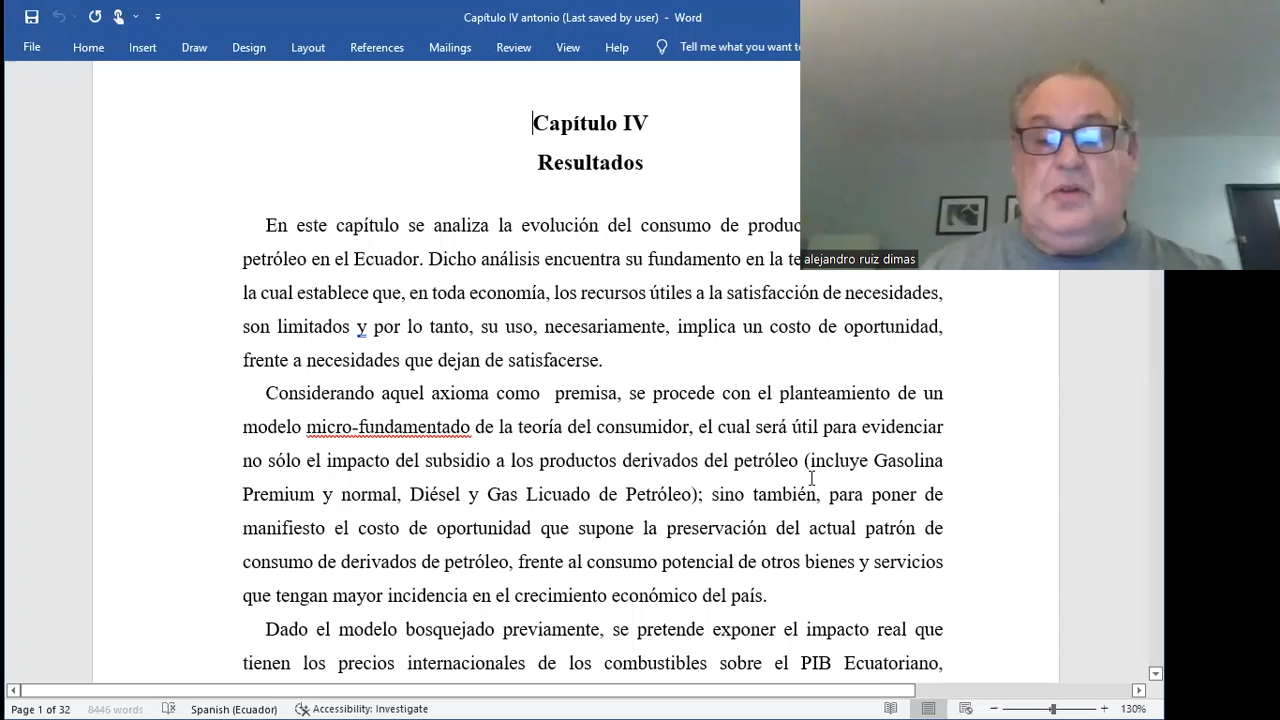 Capítulo IV antonio (Last saved by user) - Word
File Home Insert Draw Design Layout References Mailings Review View Help Tell me what you want
Capítulo IV
Resultados
En este capítulo se analiza la evolución del consumo de
petróleo en el Ecuador. Dicho análisis encuentra su fundamento en la
la cual establece que, en toda economía, los recursos útiles a la satisfacción de necesidades,
son limitados y por lo tanto, su uso, necesariamente, implica un costo de oportunidad,
frente a necesidades que dejan de satisfacerse.
Considerando aquel axioma como premisa, se procede con el planteamiento de un
modelo micro-fundamentado de la teoría del consumidor, el cual será útil para evidenciar
no sólo el impacto del subsidio a los productos derivados del petróleo (incluye Gasolina
Premium y normal, Diésel y Gas Licuado de Petróleo); sino también, para poner de
manifiesto el costo de oportunidad que supone la preservación del actual patrón de
consumo de derivados de petróleo, frente al consumo potencial de otros bienes y servicios
que tengan mayor incidencia en el crecimiento económico del país.
Dado el modelo bosquejado previamente, se pretende exponer el impacto real que
tienen los precios internacionales de los combustibles sobre el PIB Ecuatoriano,
alejandro ruiz dimas
Page 1 of 32 8446 words Spanish (Ecuador) Accessibility: Investigate 130%